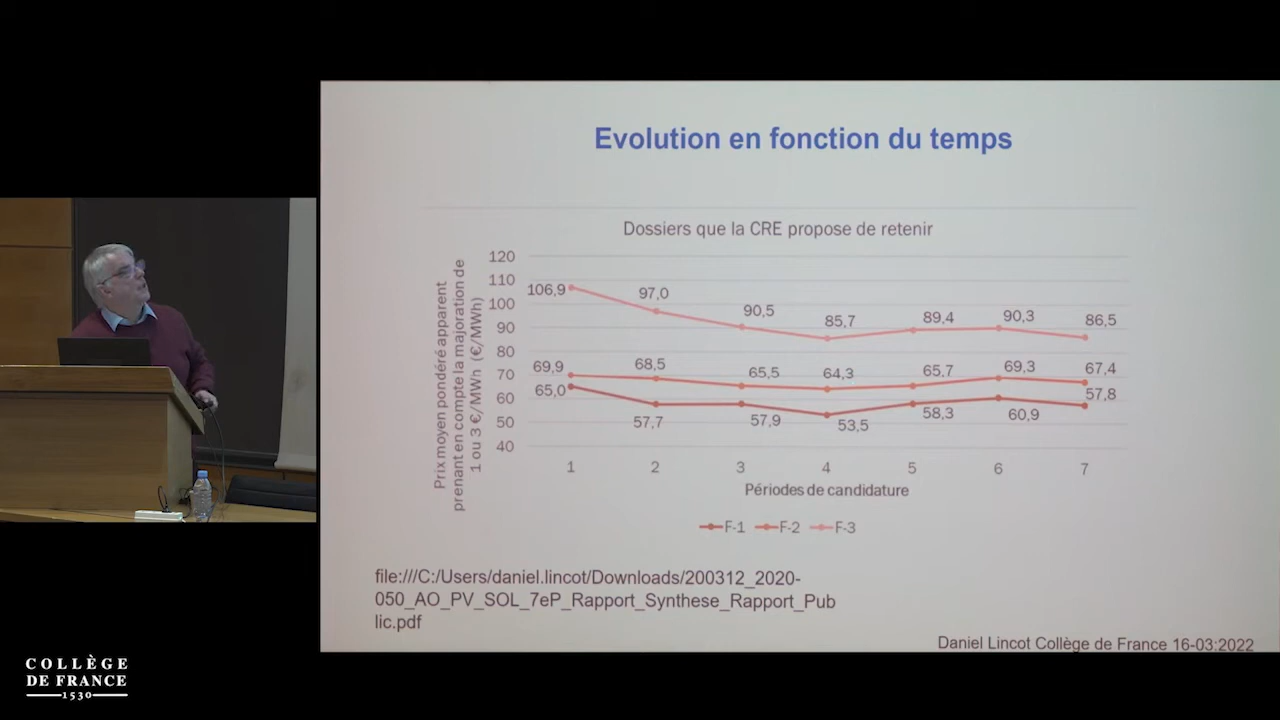 Evolution en fonction du temps
Dossiers que la CRE propose de retenir
Prix moyen pondéré apparent
prenant en compte la majoration de
1 ou 3 €/MWh (€/MWh)
120
110
100
90
80
70
60
50
40
106,9
97,0
90,5
85,7
89,4
90,3
86,5
69,9
68,5
65,5
64,3
65,7
69,3
67,4
65,0
57,7
57,9
53,5
58,3
60,9
57,8
1 2 3 4 5 6 7
Périodes de candidature
F-1 F-2 F-3
file:///C:/Users/daniel.lincot/Downloads/200312_2020-
050_AO_PV_SOL_7eP_Rapport_Synthese_Rapport_Pub
lic.pdf
Daniel Lincot Collège de France 16-03:2022
COLLÈGE
DE FRANCE
1530